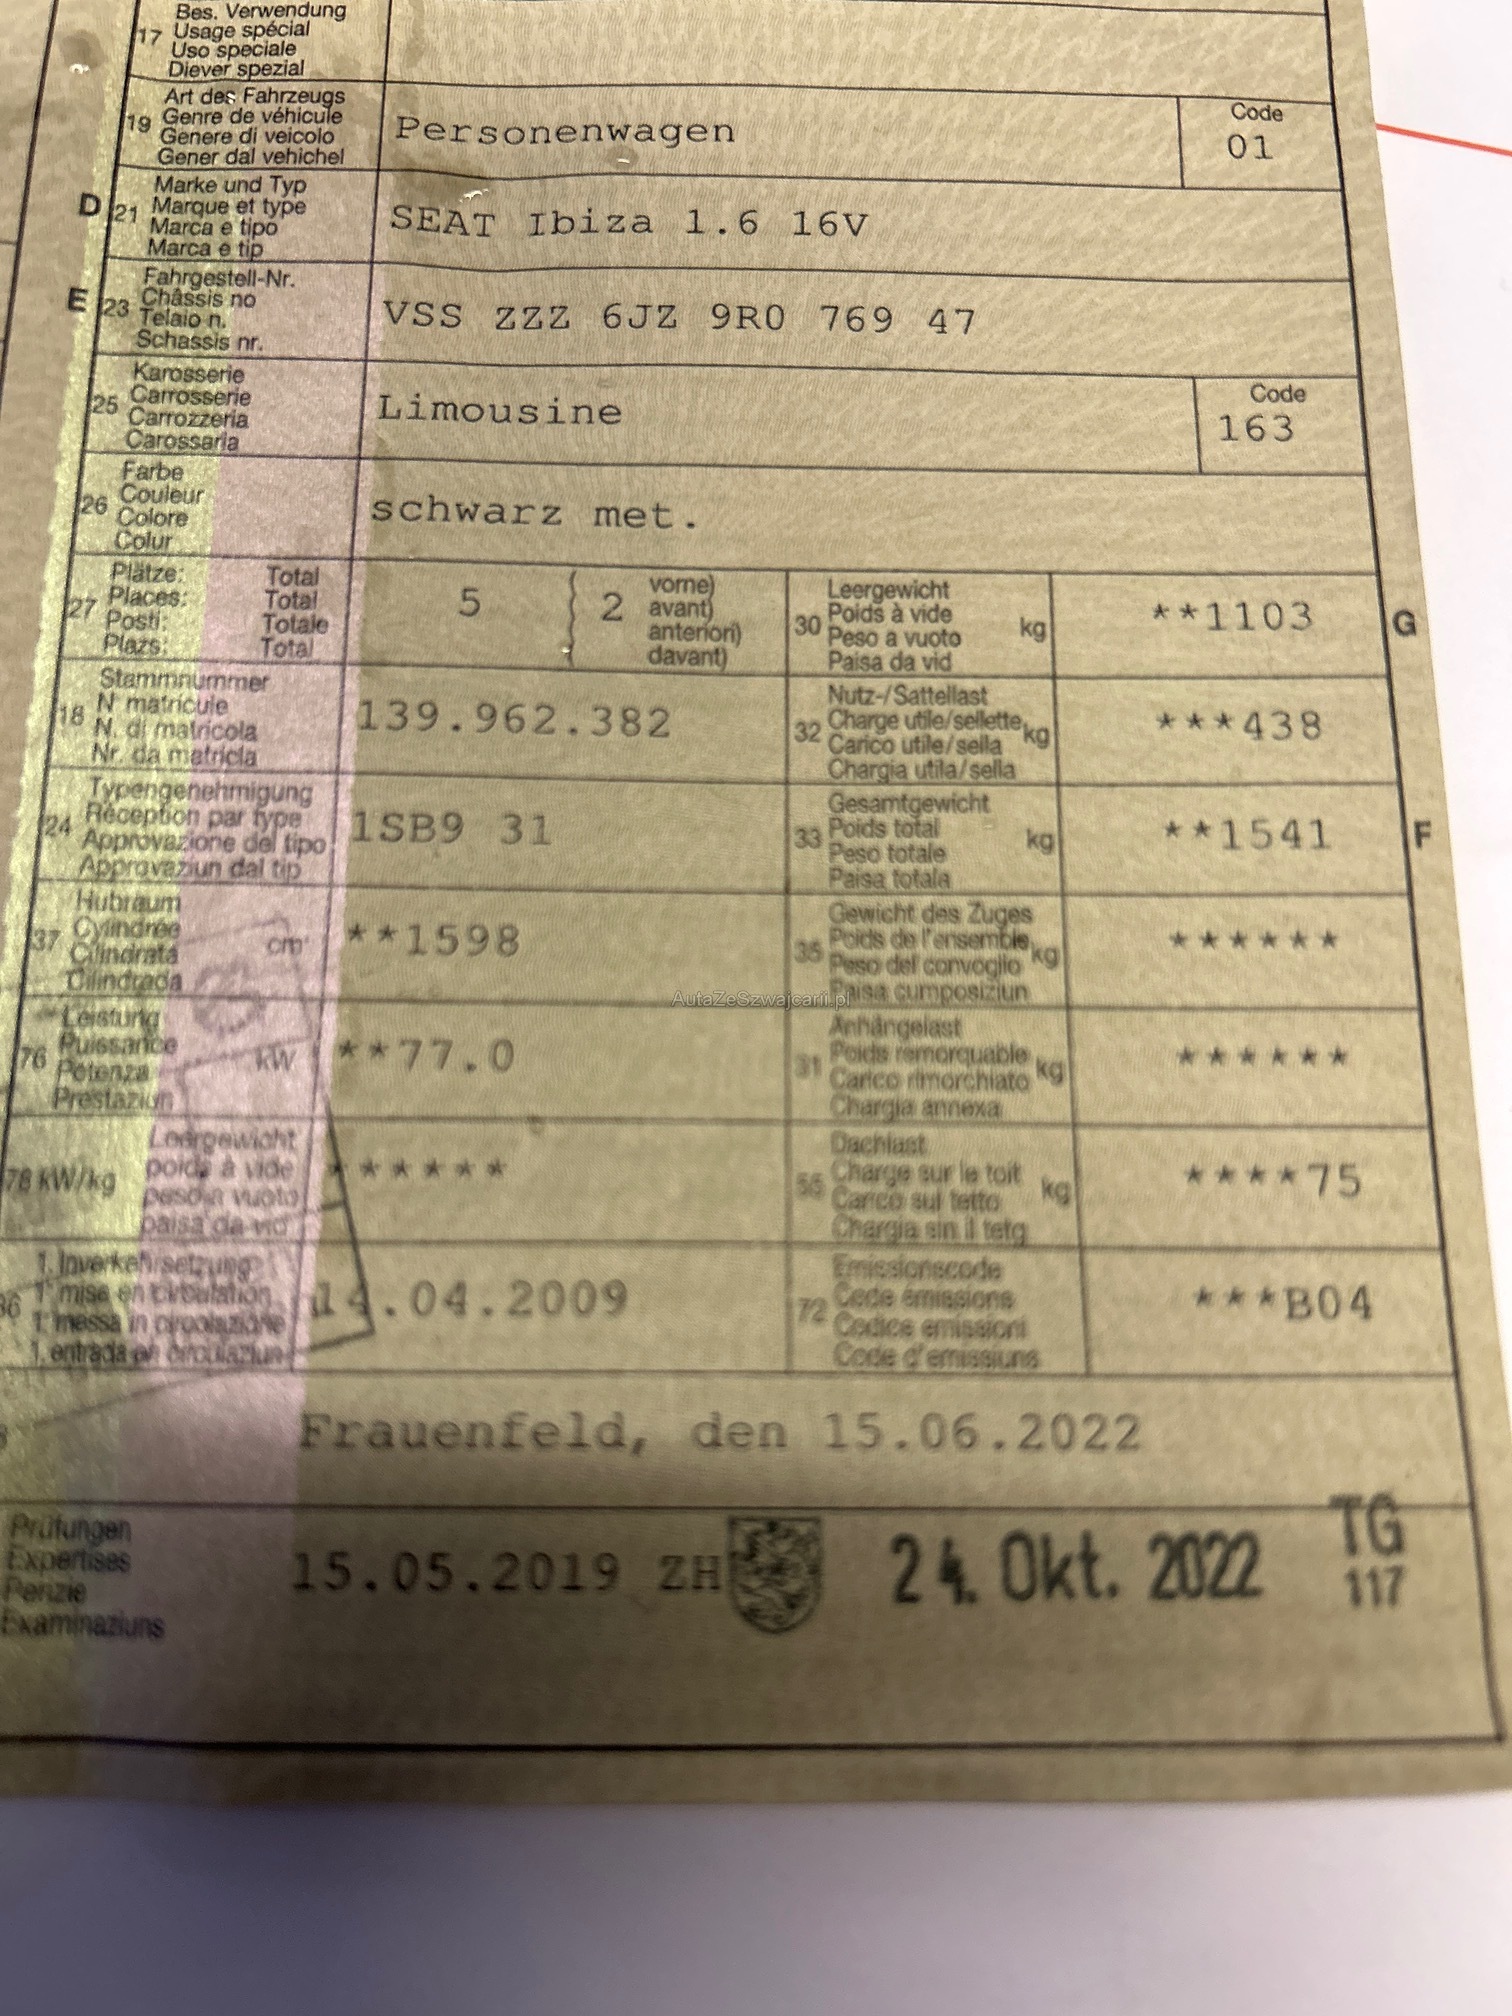 17 Bes. Verwendung
Usage spécial
Uso speciale
Diever spezial
19 Art des Fahrzeugs
Genre de véhicule
Genere di veicolo
Gener dal vehichel
Personenwagen
Code
01
D 21 Marke und Typ
Marque et type
Marca e tipo
Marca e tip
SEAT Ibiza 1.6 16V
E 23 Fahrgestell-Nr.
Châssis no
Telaio n.
Schassis nr.
VSS ZZZ 6JZ 9R0 769 47
25 Karosserie
Carrosserie
Carrozzeria
Carossaria
Limousine
Code
163
26 Farbe
Couleur
Colore
Colur
schwarz met.
27 Plätze: Total
Places: Total
Posti: Totale
Plazs: Total
5 { 2 vorne)
avant)
anteriori)
davant)
30 Leergewicht
Poids à vide
Peso a vuoto
Paisa da vid
kg
**1103
G
18 Stammnummer
N matricule
N. di matricola
Nr. da matricla
139.962.382
32 Nutz-/Sattellast
Charge utile/sellette
Carico utile/sella
Chargia utila/sella
kg
***438
24 Typengenehmigung
Réception par type
Approvazione del tipo
Approvaziun dal tip
1SB9 31
33 Gesamtgewicht
Poids total
Peso totale
Paisa totala
kg
**1541
F
37 Hubraum
Cylindrée
Cilindrata
Cilindrada
cm³
**1598
35 Gewicht des Zuges
Poids de l'ensemble
Peso del convoglio
Paisa cumposiziun
kg
******
AutaZeSzwajcarii.pl
76 Leistung
Puissance
Potenza
Prestaziun
kW
**77.0
31 Anhängelast
Poids remorquable
Carico rimorchiato
Chargia annexa
kg
******
78 kW/kg
Leergewicht
poids à vide
peso a vuoto
paisa da vid
******
55 Dachlast
Charge sur le toit
Carico sul tetto
Chargia sin il tetg
kg
****75
36 1. Inverkehrsetzung
1. mise en circulation
1. messa in circolazione
1. entrada en circulaziun
14.04.2009
72 Emissionscode
Code émissions
Codice emissioni
Code d'emissiuns
***B04
Frauenfeld, den 15.06.2022
Prüfungen
Expertises
Perizie
Examinaziuns
15.05.2019 ZH
24. Okt. 2022
TG
117